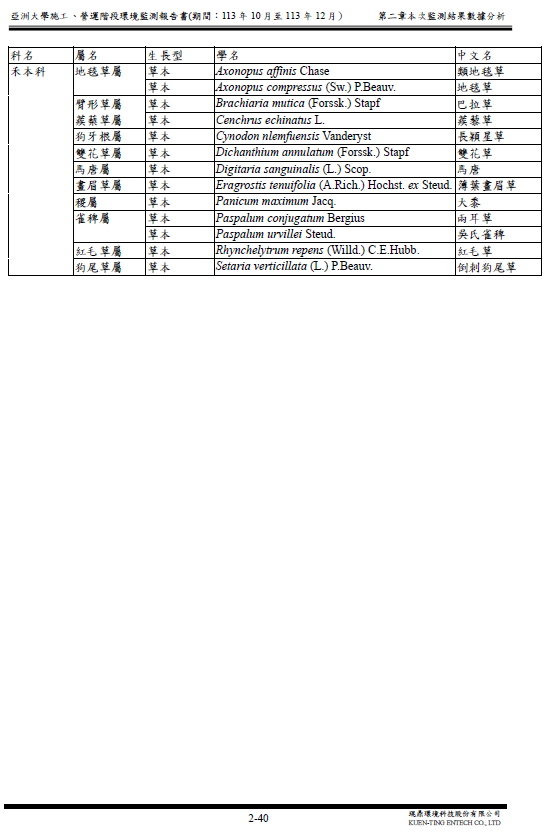 亞洲大學施工、營運階段環境監測報告書(期間：113 年 10 月至 113 年 12 月) 第二章本次監測結果數據分析
科名 屬名 生長型 學名 中文名
禾本科 地毯草屬 草本 Axonopus affinis Chase 類地毯草
草本 Axonopus compressus (Sw.) P.Beauv. 地毯草
臂形草屬 草本 Brachiaria mutica (Forssk.) Stapf 巴拉草
蒺藜草屬 草本 Cenchrus echinatus L. 蒺藜草
狗牙根屬 草本 Cynodon nlemfuensis Vanderyst 長穎星草
雙花草屬 草本 Dichanthium annulatum (Forssk.) Stapf 雙花草
馬唐屬 草本 Digitaria sanguinalis (L.) Scop. 馬唐
畫眉草屬 草本 Eragrostis tenuifolia (A.Rich.) Hochst. ex Steud. 薄葉畫眉草
稷屬 草本 Panicum maximum Jacq. 大黍
雀稗屬 草本 Paspalum conjugatum Bergius 兩耳草
草本 Paspalum urvillei Steud. 吳氏雀稗
紅毛草屬 草本 Rhynchelytrum repens (Willd.) C.E.Hubb. 紅毛草
狗尾草屬 草本 Setaria verticillata (L.) P.Beauv. 倒刺狗尾草
2-40
琨鼎環境科技股份有限公司
KUEN-TING ENTECH CO., LTD